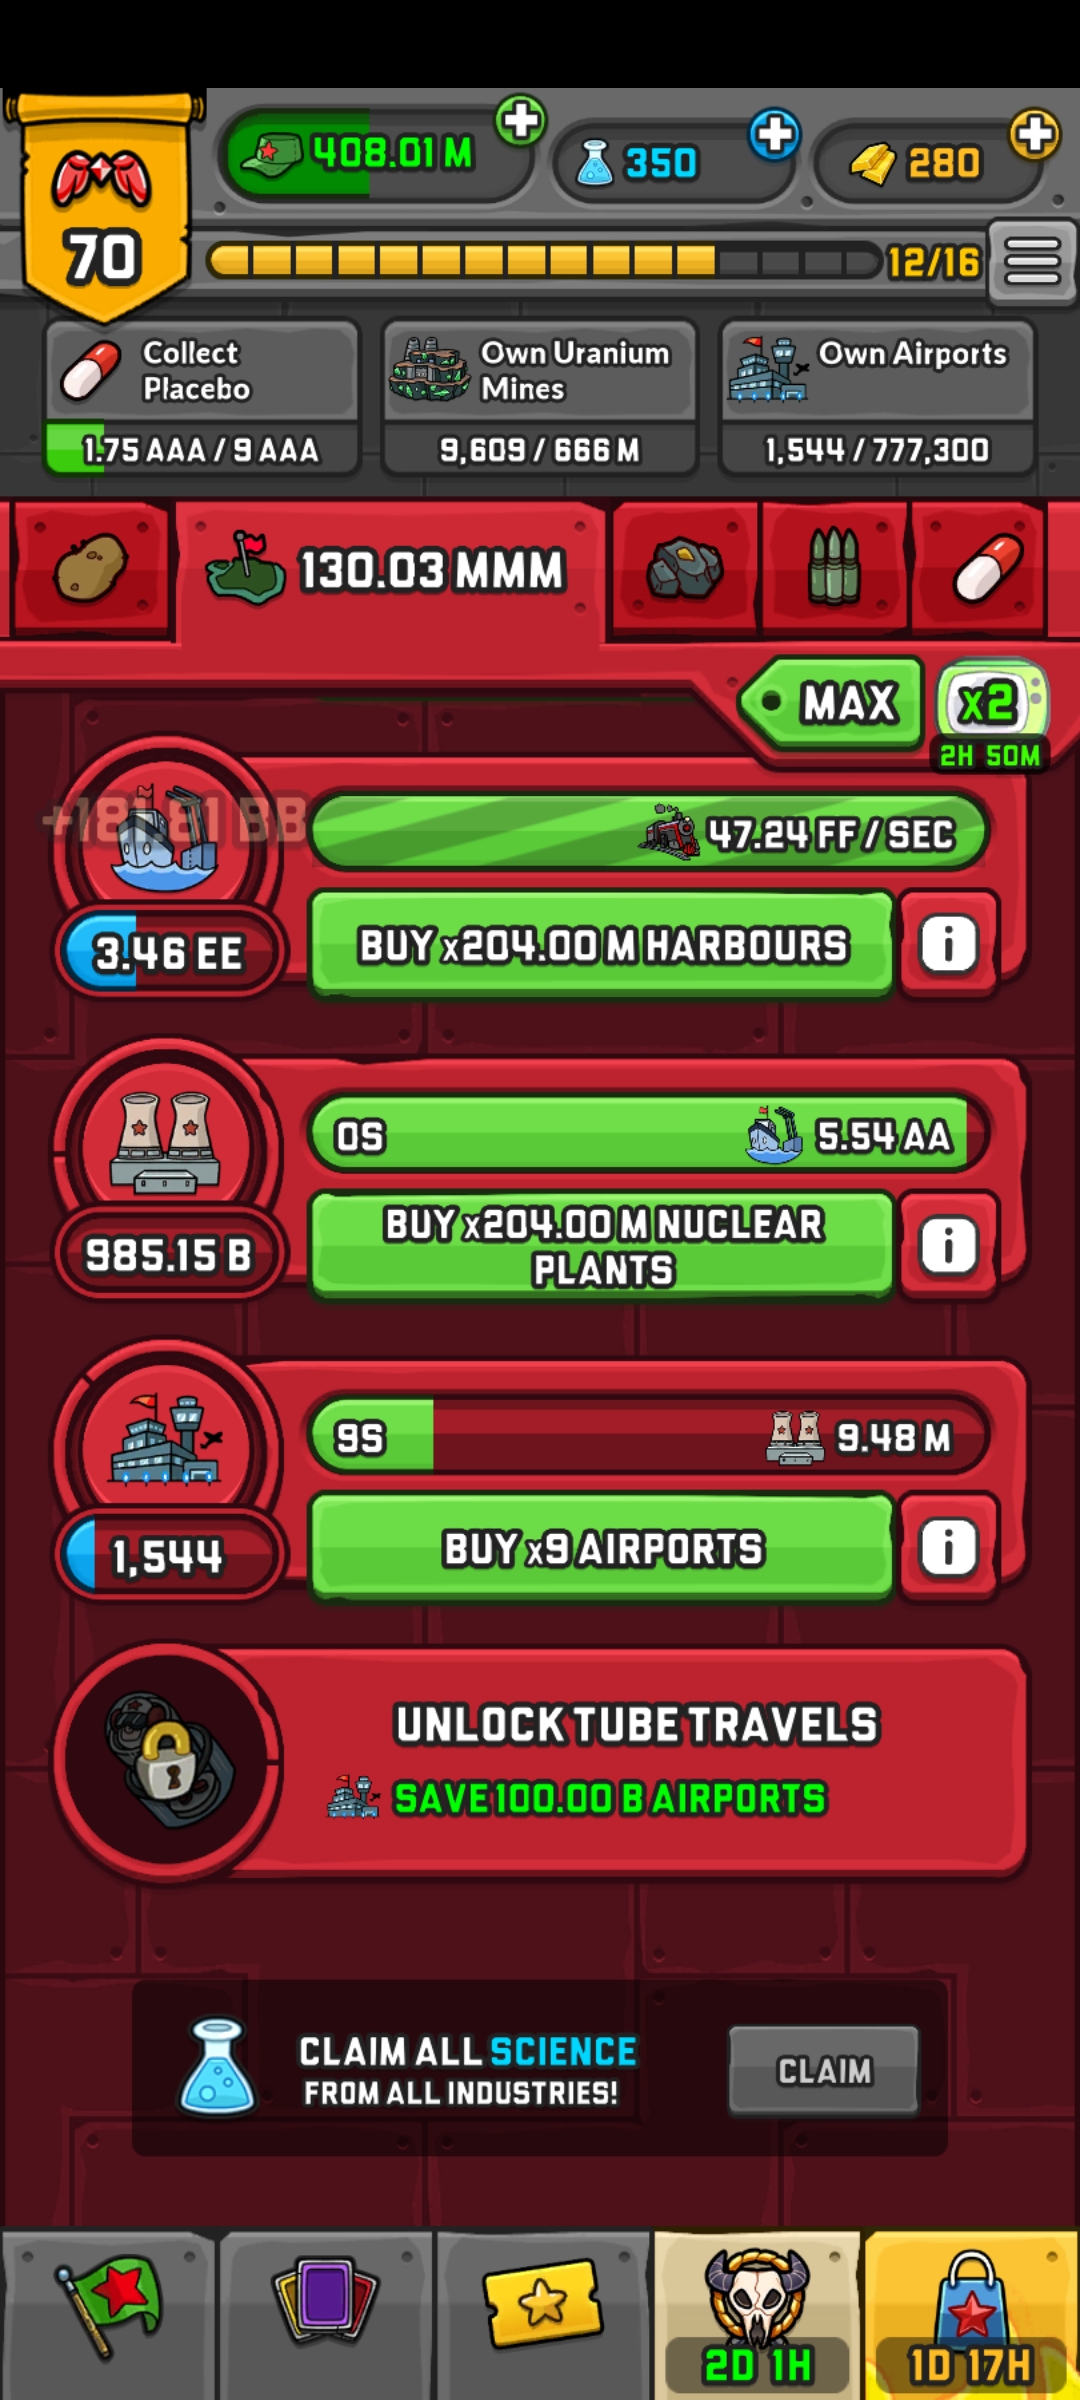 408.01 M
350
280
70
12/16
Collect
Placebo
Own Uranium
Mines
Own Airports
1.75 AAA / 9 AAA
9,609 / 666 M
1,544 / 777,300
130.03 MMM
MAX
x2
2H 50M
+181.81 BB
47.24 FF / SEC
3.46 EE
BUY x204.00 M HARBOURS
i
0S
5.54 AA
985.15 B
BUY x204.00 M NUCLEAR
PLANTS
i
9S
9.48 M
1,544
BUY x9 AIRPORTS
i
UNLOCK TUBE TRAVELS
SAVE 100.00 B AIRPORTS
CLAIM ALL SCIENCE
FROM ALL INDUSTRIES!
CLAIM
2D 1H
1D 17H